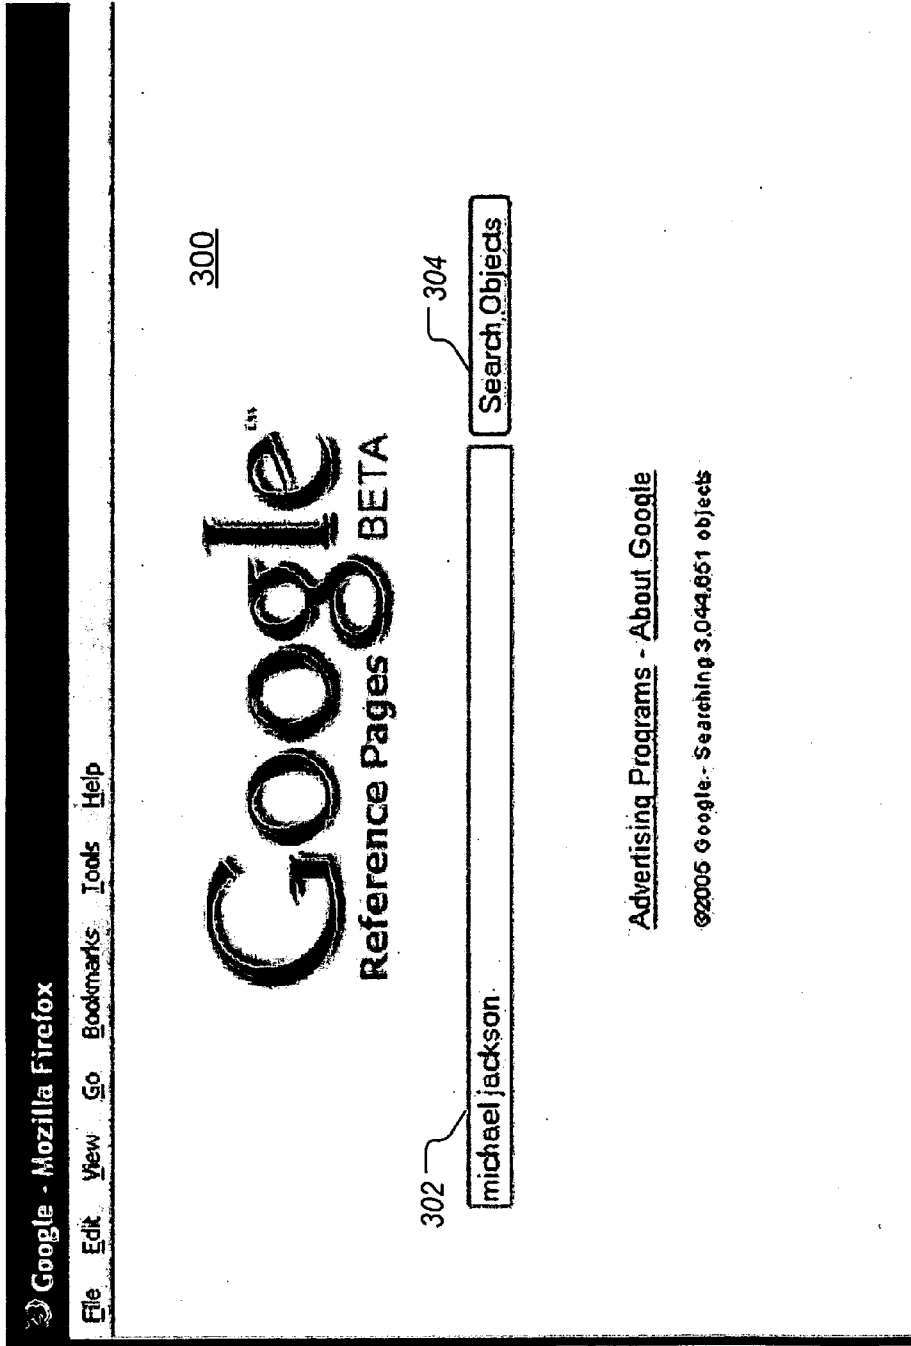 Google - Mozilla Firefox
File Edit View Go Bookmarks Tools Help
300
Google™
Reference Pages BETA
302
304
michael jackson
Search Objects
Advertising Programs - About Google
©2005 Google - Searching 3,044,651 objects